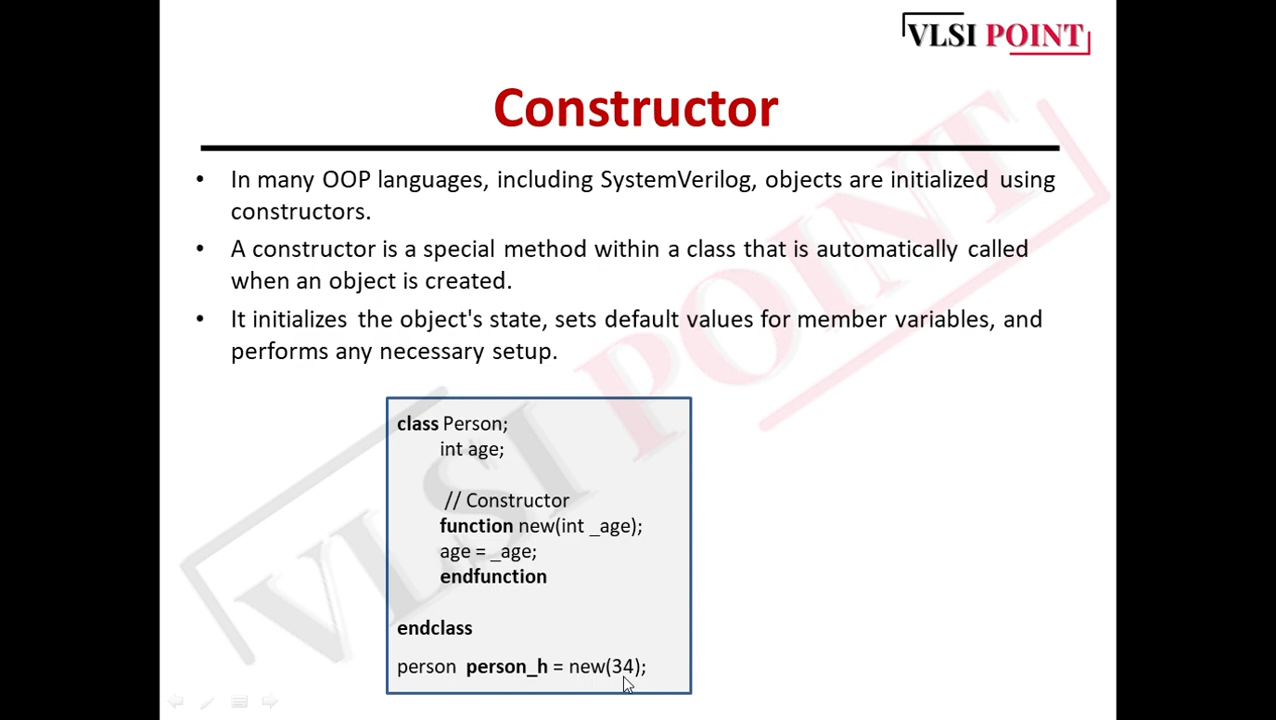 VLSI POINT
Constructor
• In many OOP languages, including SystemVerilog, objects are initialized using
constructors.
• A constructor is a special method within a class that is automatically called
when an object is created.
• It initializes the object's state, sets default values for member variables, and
performs any necessary setup.
class Person;
int age;
// Constructor
function new(int _age);
age = _age;
endfunction
endclass
person person_h = new(34);
VLSI POINT